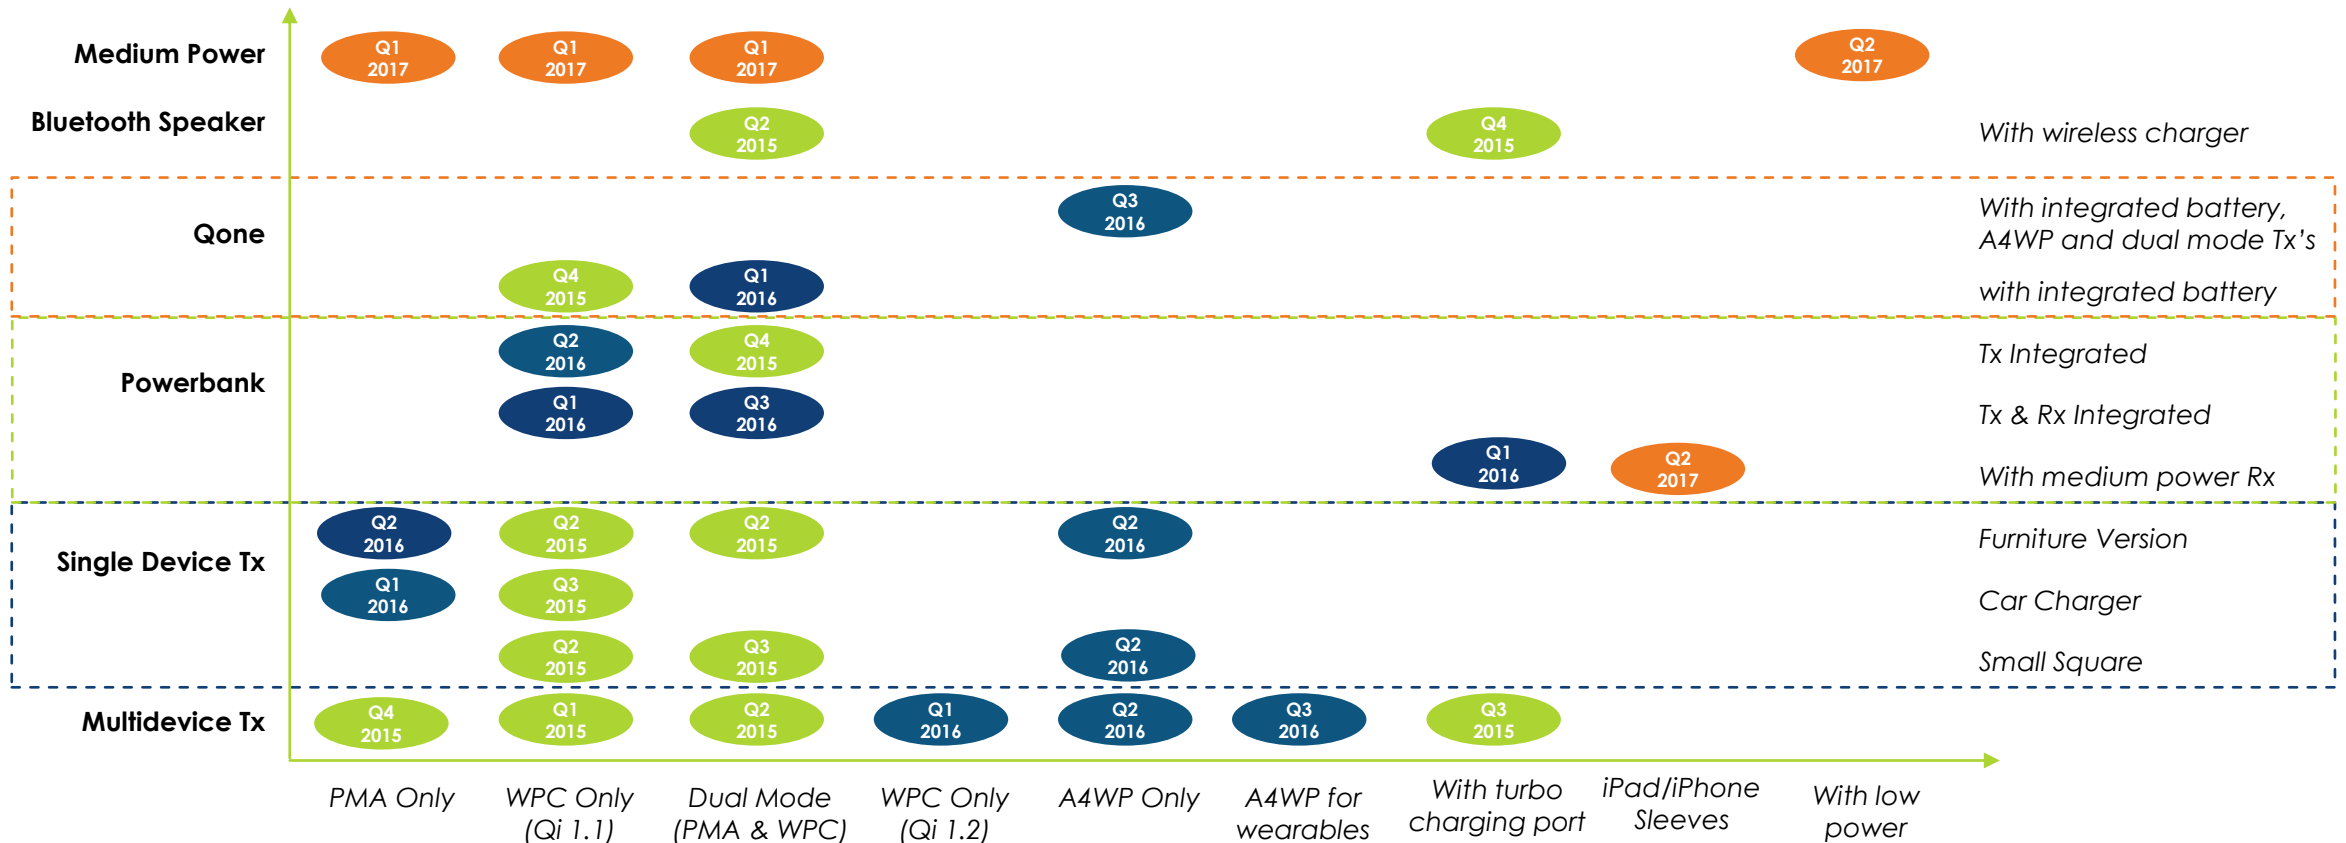 Medium Power
Q1
2017
Q1
2017
Q1
2017
Q2
2017
Bluetooth Speaker
Q2
2015
Q4
2015
With wireless charger
Qone
Q3
2016
With integrated battery,
A4WP and dual mode Tx's
Q4
2015
Q1
2016
with integrated battery
Powerbank
Q2
2016
Q4
2015
Tx Integrated
Q1
2016
Q3
2016
Tx & Rx Integrated
Q1
2016
Q2
2017
With medium power Rx
Single Device Tx
Q2
2016
Q2
2015
Q2
2015
Q2
2016
Furniture Version
Q1
2016
Q3
2015
Car Charger
Q2
2015
Q3
2015
Q2
2016
Small Square
Multidevice Tx
Q4
2015
Q1
2015
Q2
2015
Q1
2016
Q2
2016
Q3
2016
Q3
2015
PMA Only
WPC Only
(Qi 1.1)
Dual Mode
(PMA & WPC)
WPC Only
(Qi 1.2)
A4WP Only
A4WP for
wearables
With turbo
charging port
iPad/iPhone
Sleeves
With low
power